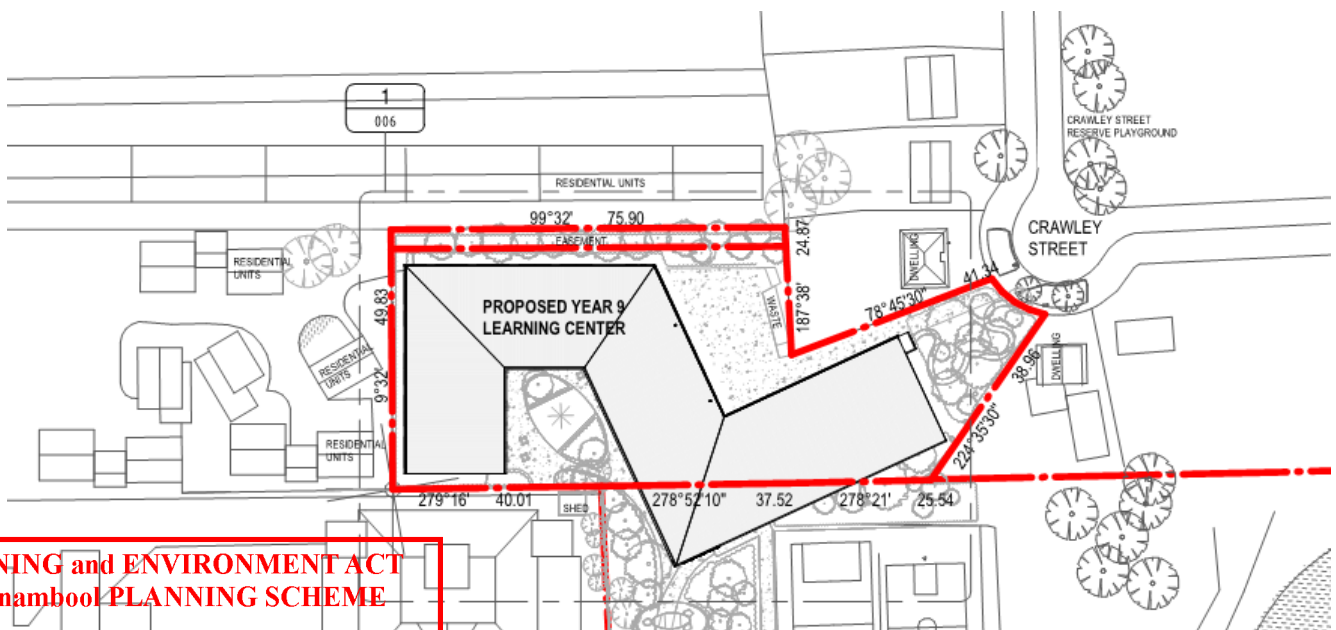 1
006
CRAWLEY STREET
RESERVE PLAYGROUND
RESIDENTIAL UNITS
99°32' 75.90
EASEMENT
24.87
187°38'
CRAWLEY
STREET
DWELLING
41.34
78°45'30"
RESIDENTIAL
UNITS
49.83
9°32'
PROPOSED YEAR 9
LEARNING CENTER
WASTE
RESIDENTIAL
UNITS
DWELLING
38.96
224°35'30"
RESIDENTIAL
UNITS
279°16' 40.01
SHED
278°52'10" 37.52
278°21' 25.54
NING and ENVIRONMENT ACT
nambool PLANNING SCHEME